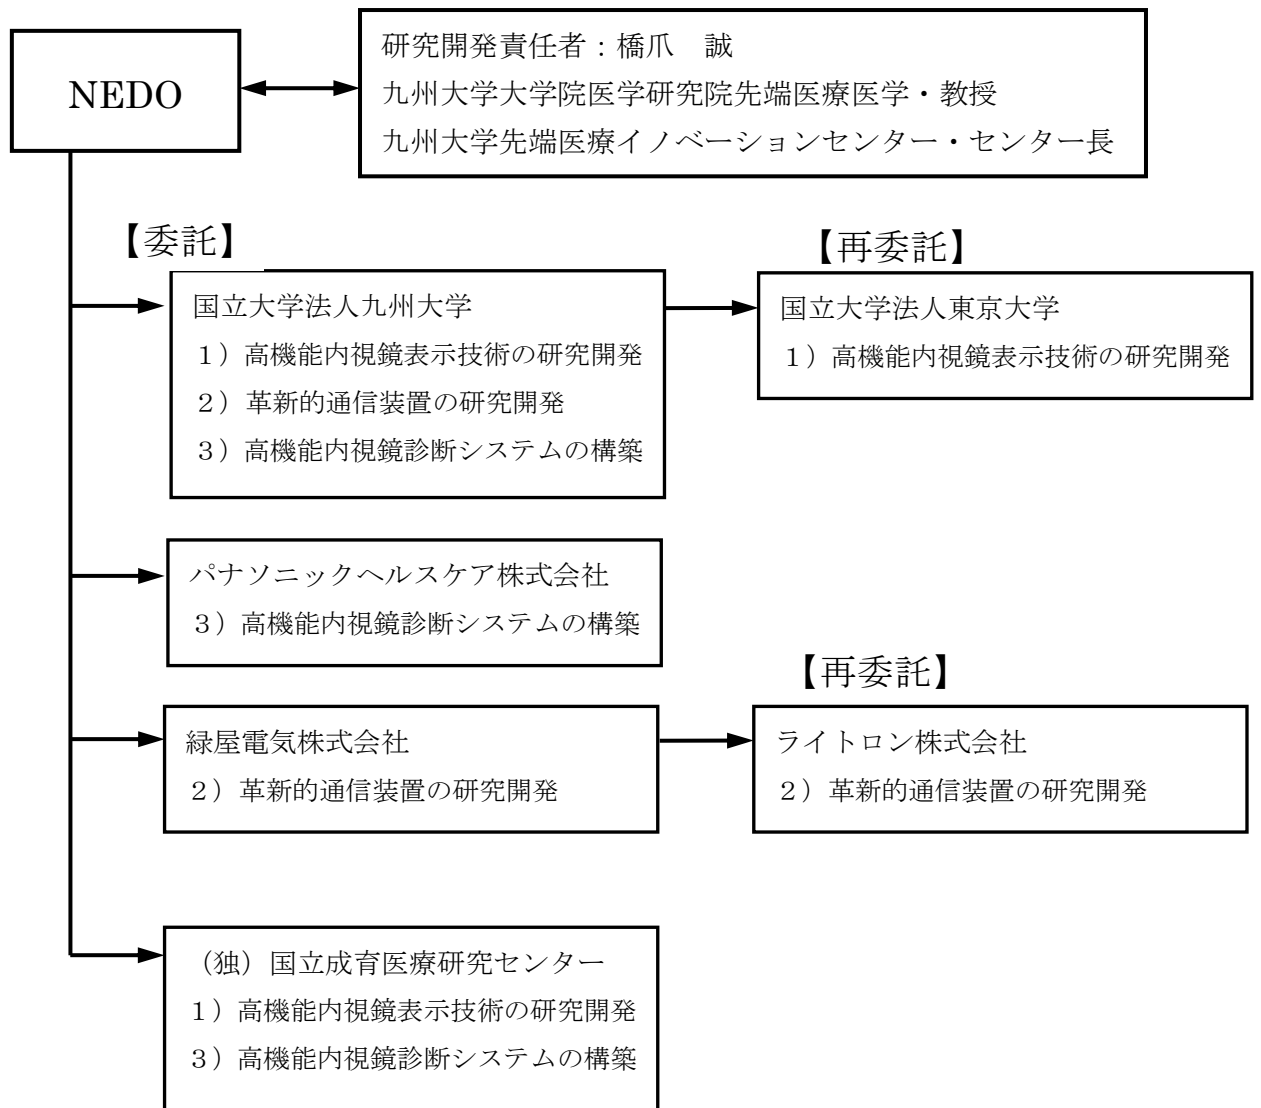 NEDO
研究開発責任者：橋爪　誠
九州大学大学院医学研究院先端医療医学・教授
九州大学先端医療イノベーションセンター・センター長
【委託】
国立大学法人九州大学
１）高機能内視鏡表示技術の研究開発
２）革新的通信装置の研究開発
３）高機能内視鏡診断システムの構築
【再委託】
国立大学法人東京大学
１）高機能内視鏡表示技術の研究開発
パナソニックヘルスケア株式会社
３）高機能内視鏡診断システムの構築
緑屋電気株式会社
２）革新的通信装置の研究開発
【再委託】
ライトロン株式会社
２）革新的通信装置の研究開発
（独）国立成育医療研究センター
１）高機能内視鏡表示技術の研究開発
３）高機能内視鏡診断システムの構築